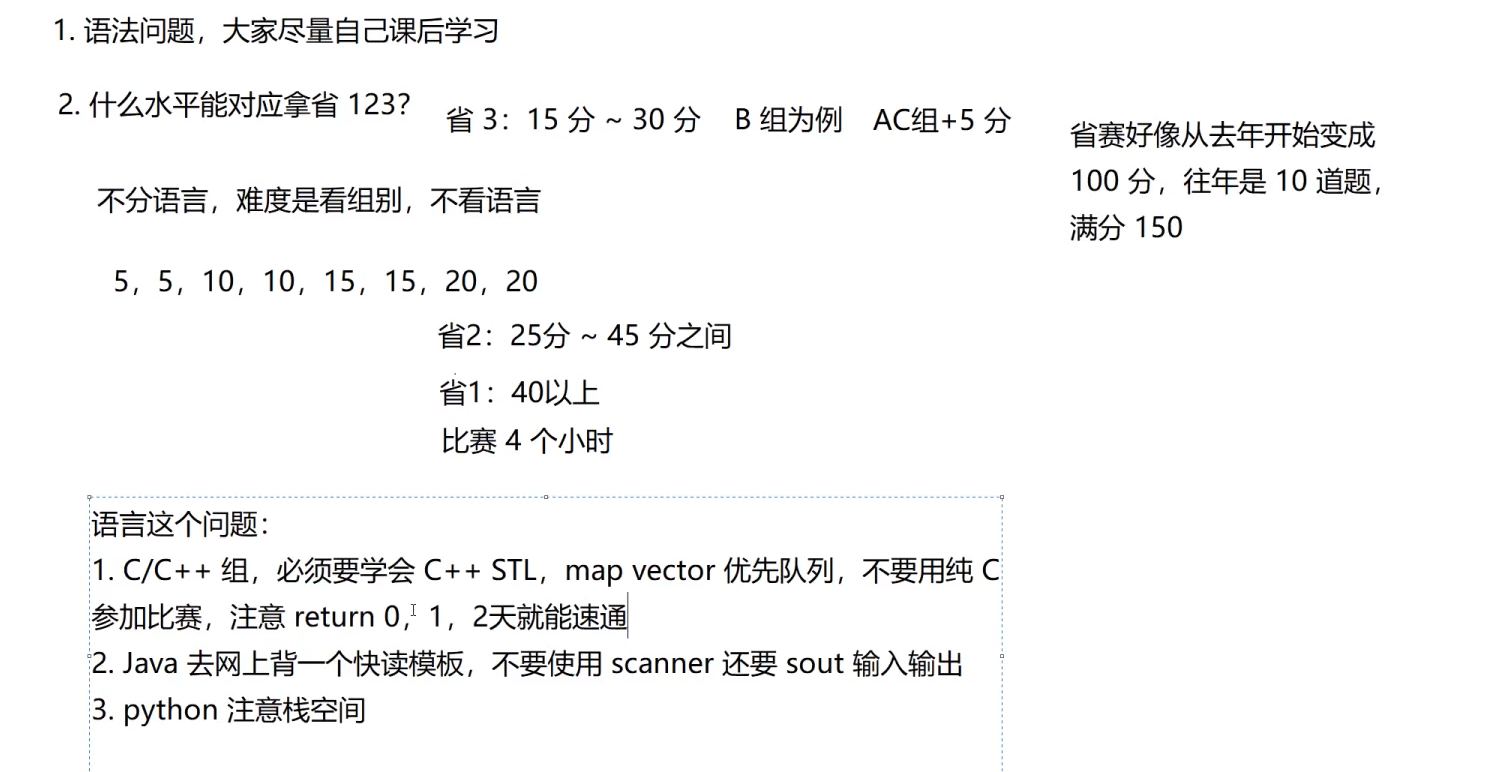 1. 语法问题，大家尽量自己课后学习
2. 什么水平能对应拿省 123？
省 3：15 分 ~ 30 分 B 组为例 AC组+5 分
省赛好像从去年开始变成
100 分，往年是 10 道题，
满分 150
不分语言，难度是看组别，不看语言
5，5，10，10，15，15，20，20
省2：25分 ~ 45 分之间
省1：40以上
比赛 4 个小时
语言这个问题：
1. C/C++ 组，必须要学会 C++ STL，map vector 优先队列，不要用纯 C
参加比赛，注意 return 0，1，2天就能速通
2. Java 去网上背一个快读模板，不要使用 scanner 还要 sout 输入输出
3. python 注意栈空间